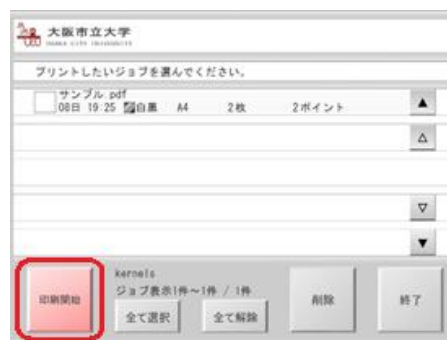 大阪市立大学
OSAKA CITY UNIVERSITY
プリントしたいジョブを選んでください。
サンプル.pdf
08日 19:25 白黒 A4 2枚 2ポイント
▲
△
▽
▼
印刷開始
kernels
ジョブ表示1件～1件 / 1件
全て選択
全て解除
削除
終了